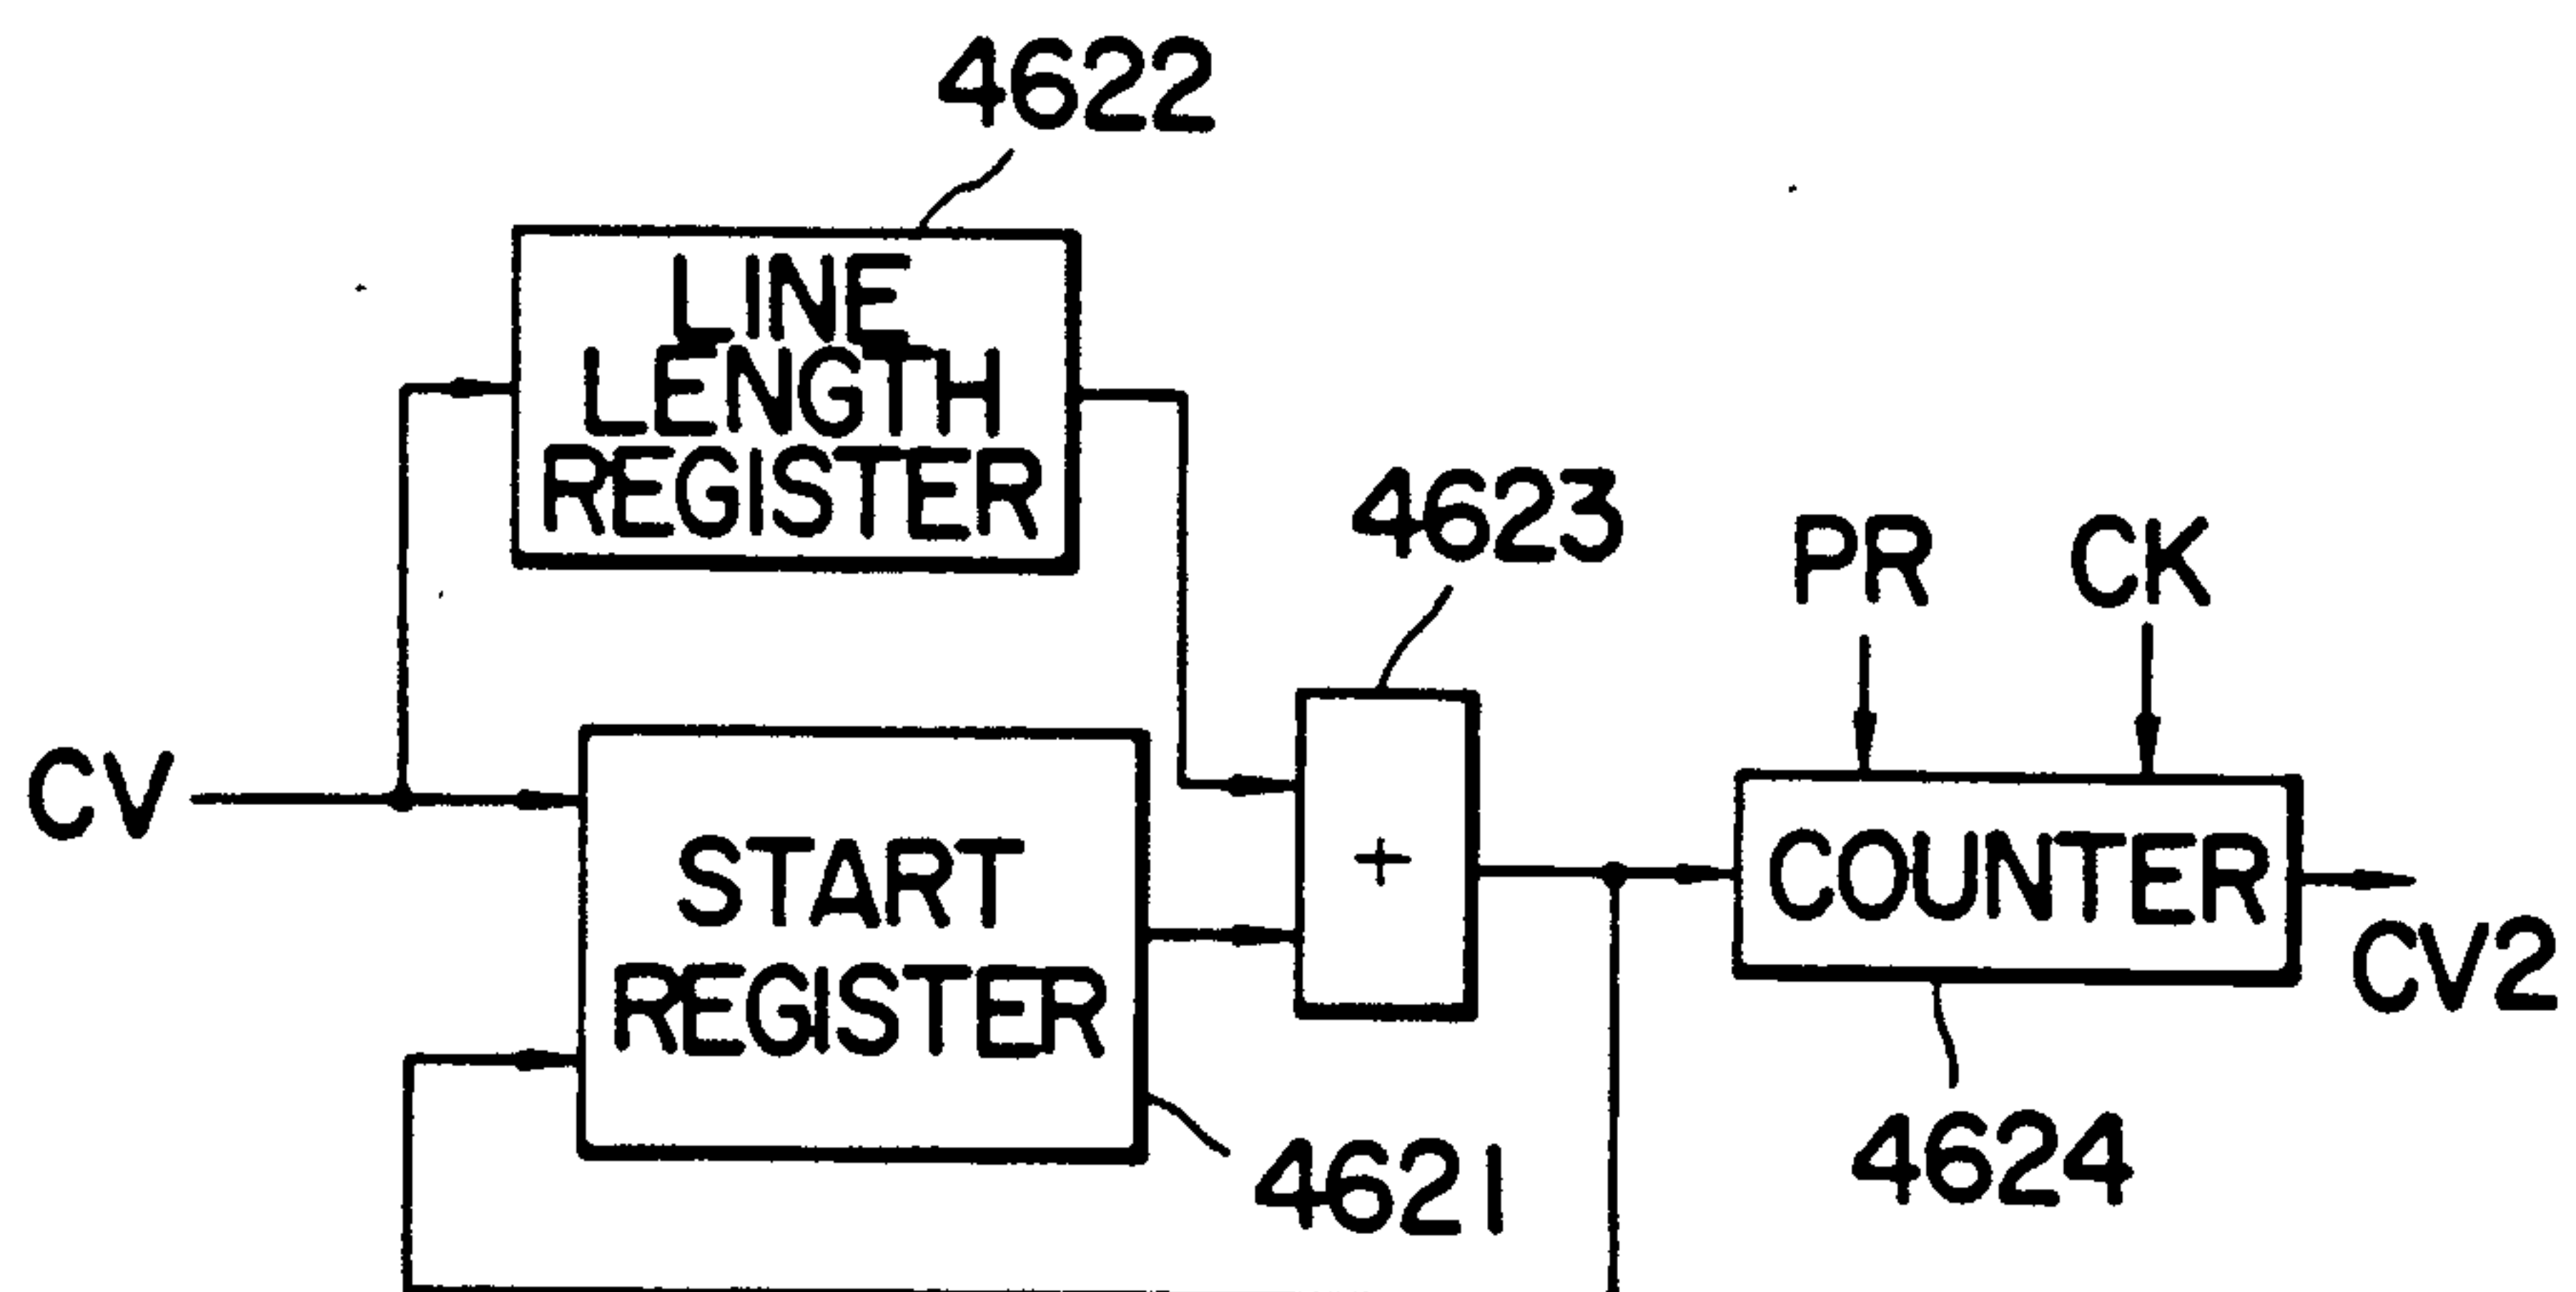 4622
LINE
LENGTH
REGISTER
4623
PR
CK
CV
START
REGISTER
+
COUNTER
CV2
4621
4624